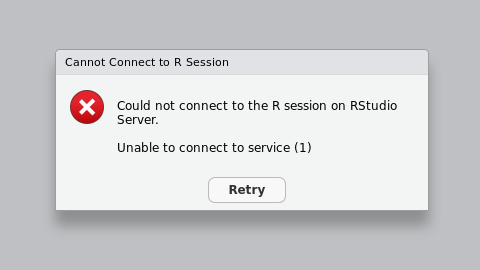 Cannot Connect to R Session
Could not connect to the R session on RStudio
Server.
Unable to connect to service (1)
Retry